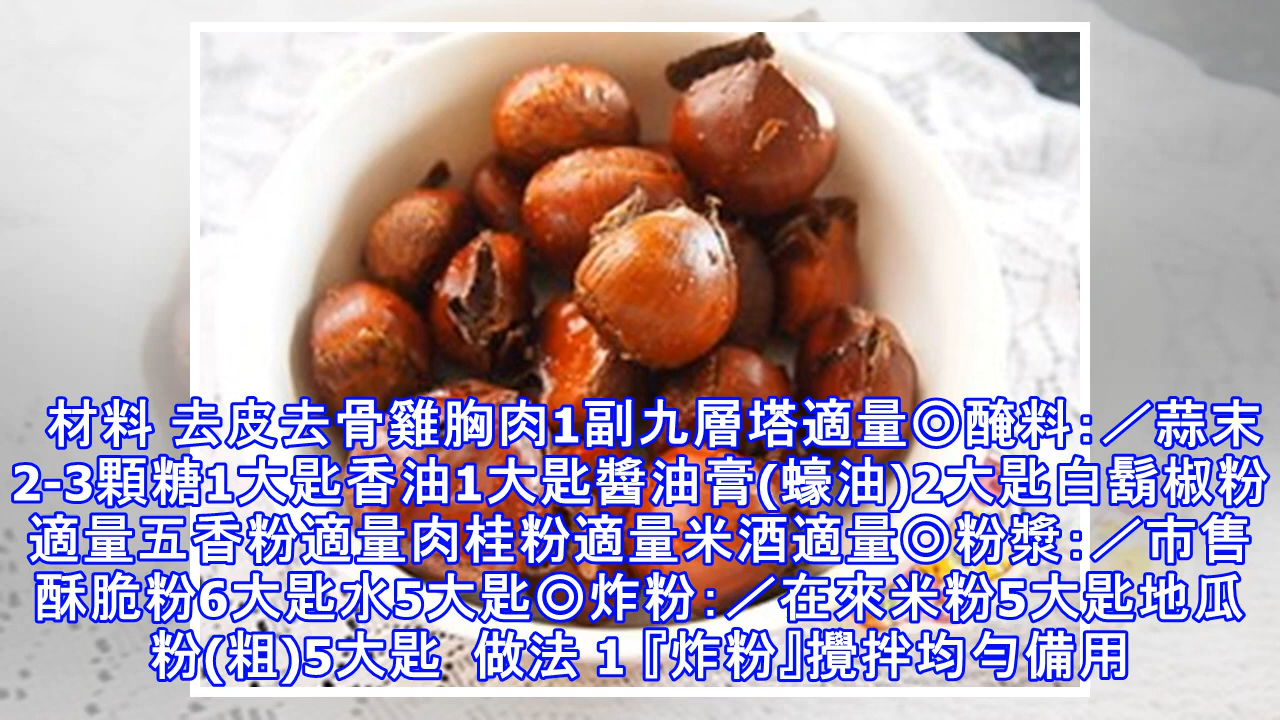 材料 去皮去骨雞胸肉1副九層塔適量◎醃料:／蒜末
2-3顆糖1大匙香油1大匙醬油膏(蠔油)2大匙白鬍椒粉
適量五香粉適量肉桂粉適量米酒適量◎粉漿:／市售
酥脆粉6大匙水5大匙◎炸粉:／在來米粉5大匙地瓜
粉(粗)5大匙 做法 1『炸粉』攪拌均勻備用